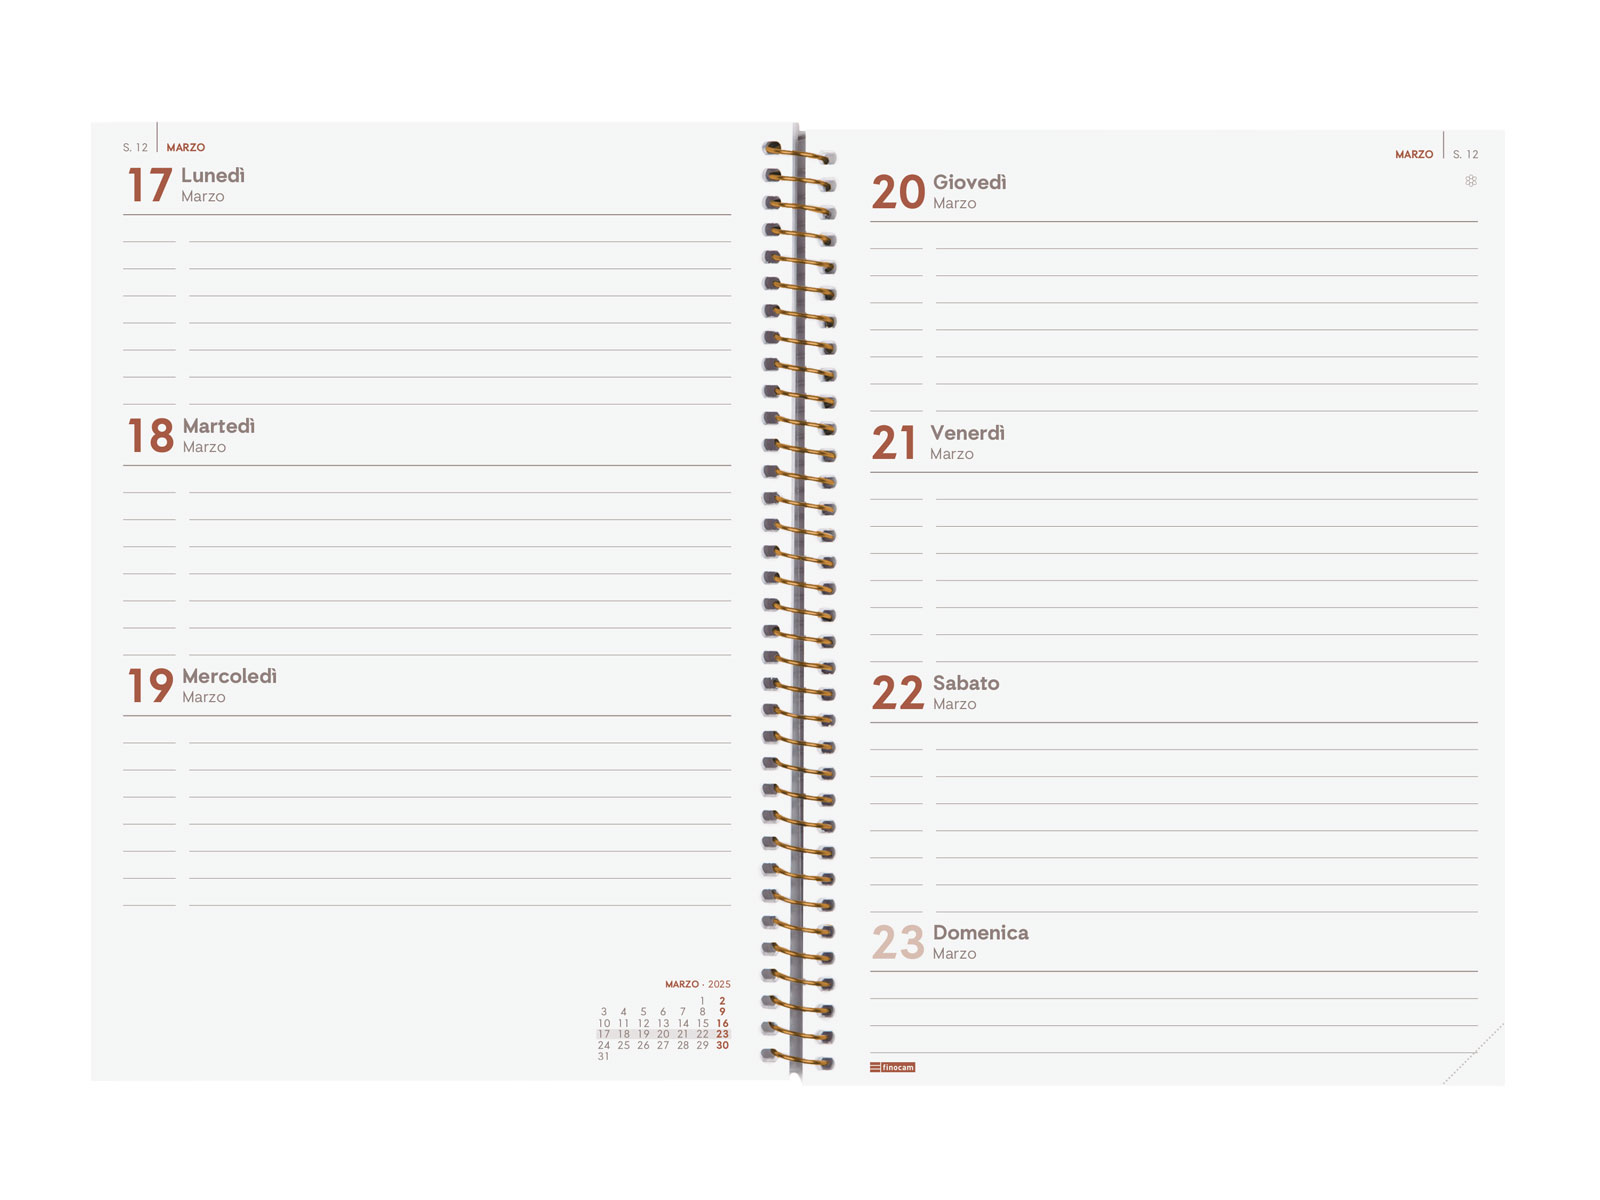 S. 12 MARZO
17 Lunedì
Marzo
18 Martedì
Marzo
19 Mercoledì
Marzo
MARZO · 2025
1 2
3 4 5 6 7 8 9
10 11 12 13 14 15 16
17 18 19 20 21 22 23
24 25 26 27 28 29 30
31
MARZO S. 12
20 Giovedì
Marzo
21 Venerdì
Marzo
22 Sabato
Marzo
23 Domenica
Marzo
finocam